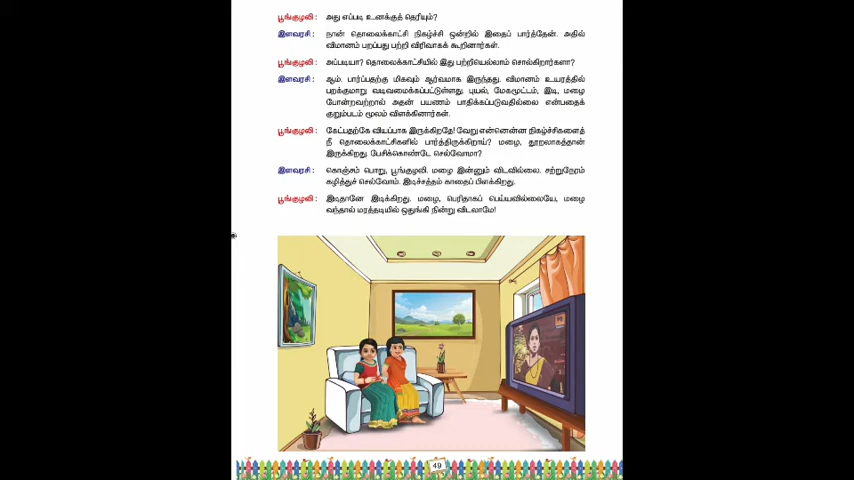 பூங்குழலி : அது எப்படி உனக்குத் தெரியும்?
இளவரசி : நான் தொலைக்காட்சி நிகழ்ச்சி ஒன்றில் இதைப் பார்த்தேன். அதில்
விமானம் பறப்பது பற்றி விரிவாகக் கூறினார்கள்.
பூங்குழலி : அப்படியா? தொலைக்காட்சியில் இது பற்றியெல்லாம் சொல்கிறார்களா?
இளவரசி : ஆம். பார்ப்பதற்கு மிகவும் ஆர்வமாக இருந்தது. விமானம் உயரத்தில்
பறக்குமாறு வடிவமைக்கப்பட்டுள்ளது. புயல், மேகமூட்டம், இடி, மழை
போன்றவற்றால் அதன் பயணம் பாதிக்கப்படுவதில்லை என்பதைக்
குறும்படம் மூலம் விளக்கினார்கள்.
பூங்குழலி : கேட்பதற்கே வியப்பாக இருக்கிறதே! வேறு என்னென்ன நிகழ்ச்சிகளைத்
நீ தொலைக்காட்சிகளில் பார்த்திருக்கிறாய்? மழை, தூறலாகத்தான்
இருக்கிறது. பேசிக்கொண்டே செல்வோமா?
இளவரசி : கொஞ்சம் பொறு, பூங்குழலி. மழை இன்னும் விடவில்லை. சற்றுநேரம்
கழித்துச் செல்வோம். இடிச்சத்தம் காதைப் பிளக்கிறது.
பூங்குழலி : இடிதானே இடிக்கிறது. மழை, பெரிதாகப் பெய்யவில்லையே, மழை
வந்தால் மரத்தடியில் ஒதுங்கி நின்று விடலாமே!
49